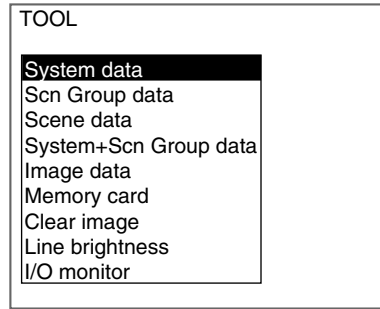 TOOL
System data
Scn Group data
Scene data
System+Scn Group data
Image data
Memory card
Clear image
Line brightness
I/O monitor